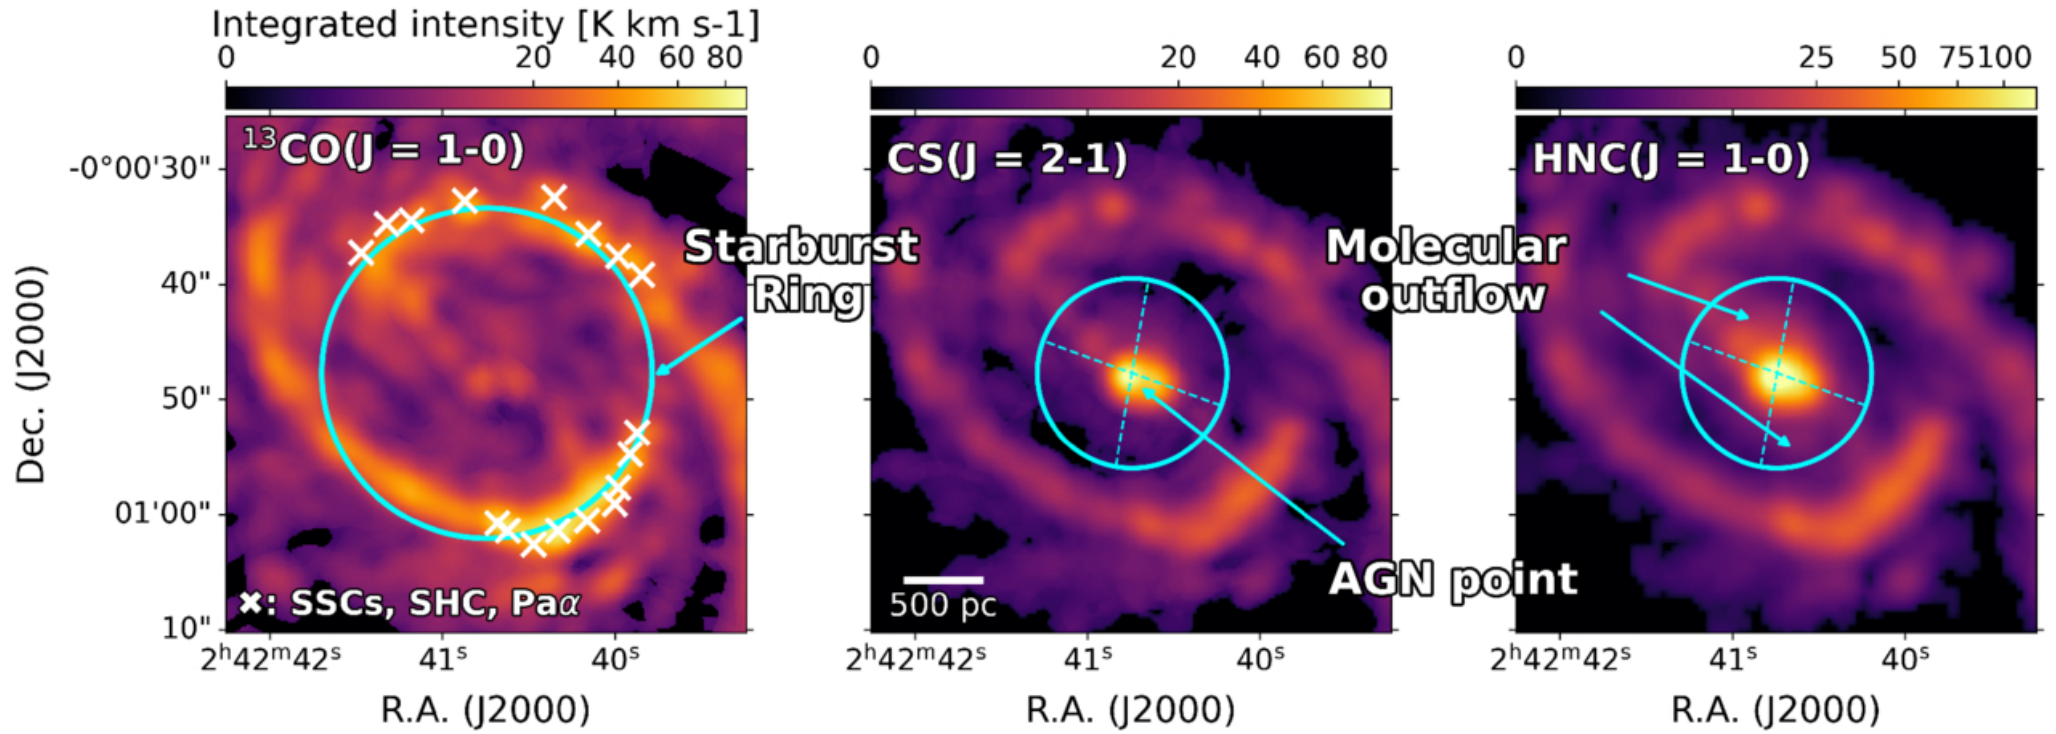 Integrated intensity [K km s-1]
0 20 40 60 80
0 20 40 60 80
0 25 50 75100
¹³CO(J = 1-0)
CS(J = 2-1)
HNC(J = 1-0)
-0°00'30"
40"
50"
01'00"
10"
Dec. (J2000)
Starburst
Ring
Molecular
outflow
AGN point
✖: SSCs, SHC, Paα
500 pc
2ʰ42ᵐ42ˢ 41ˢ 40ˢ
2ʰ42ᵐ42ˢ 41ˢ 40ˢ
2ʰ42ᵐ42ˢ 41ˢ 40ˢ
R.A. (J2000)
R.A. (J2000)
R.A. (J2000)